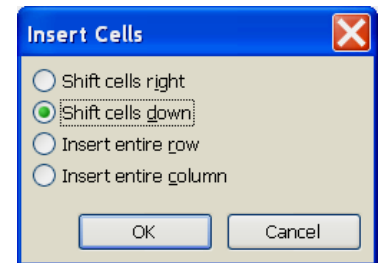 Insert Cells
Shift cells right
Shift cells down
Insert entire row
Insert entire column
OK Cancel